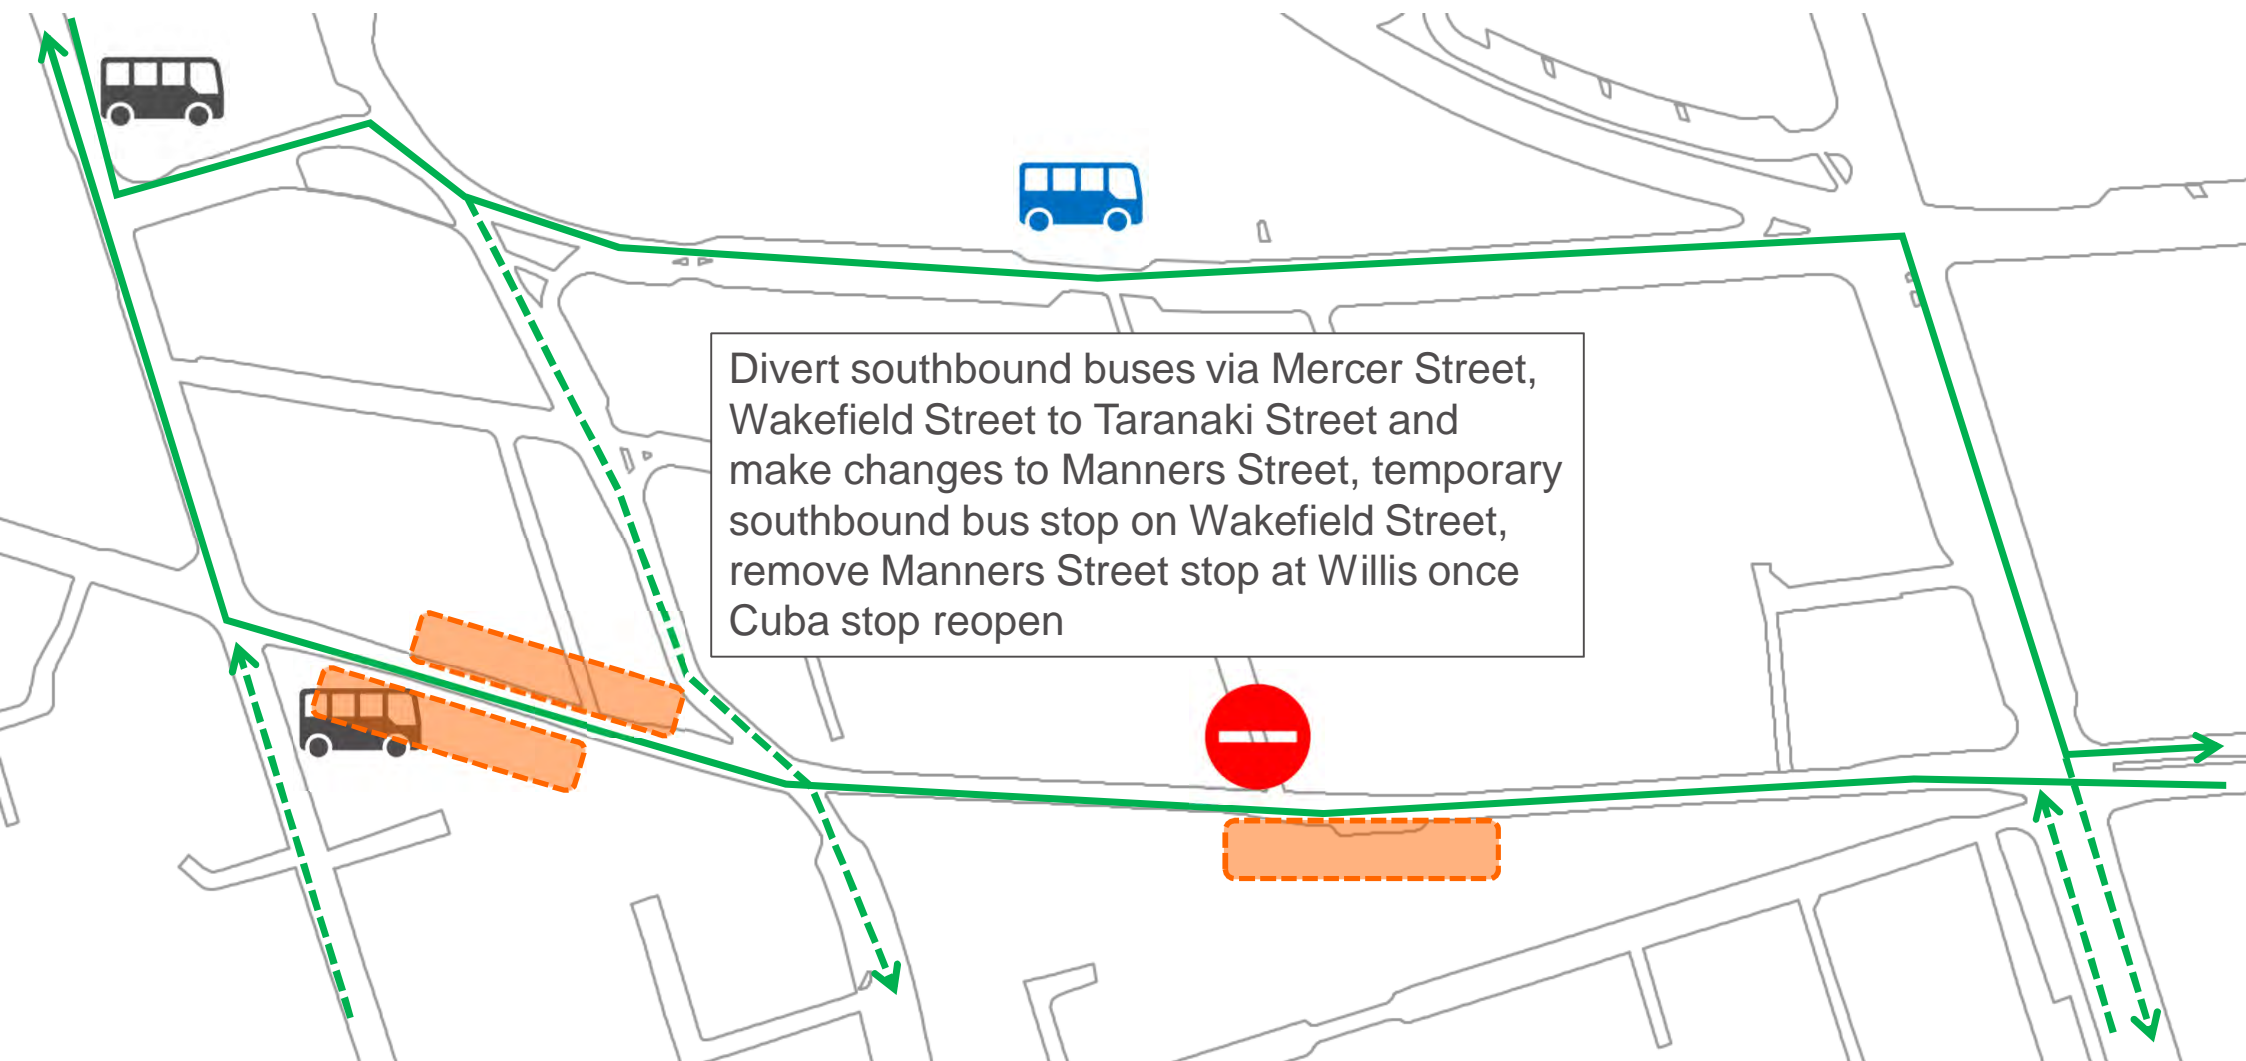 Divert southbound buses via Mercer Street,
Wakefield Street to Taranaki Street and
make changes to Manners Street, temporary
southbound bus stop on Wakefield Street,
remove Manners Street stop at Willis once
Cuba stop reopen